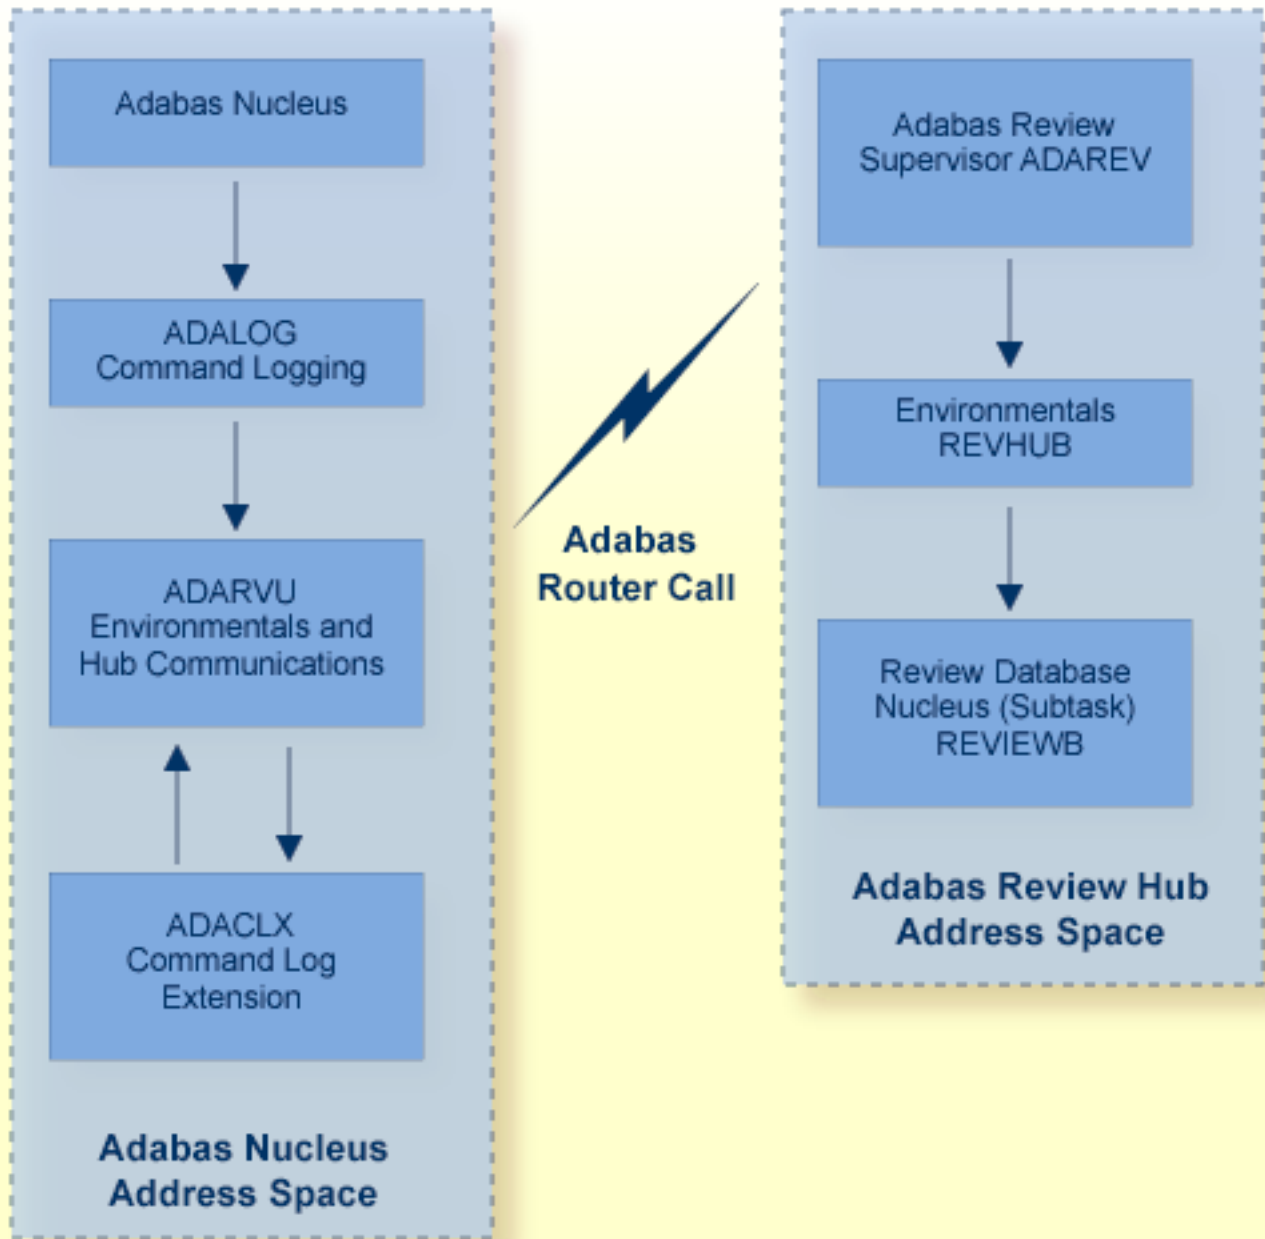 Adabas Nucleus
ADALOG
Command Logging
ADARVU
Environmentals and
Hub Communications
ADACLX
Command Log
Extension
Adabas Nucleus
Address Space
Adabas
Router Call
Adabas Review
Supervisor ADAREV
Environmentals
REVHUB
Review Database
Nucleus (Subtask)
REVIEWB
Adabas Review Hub
Address Space